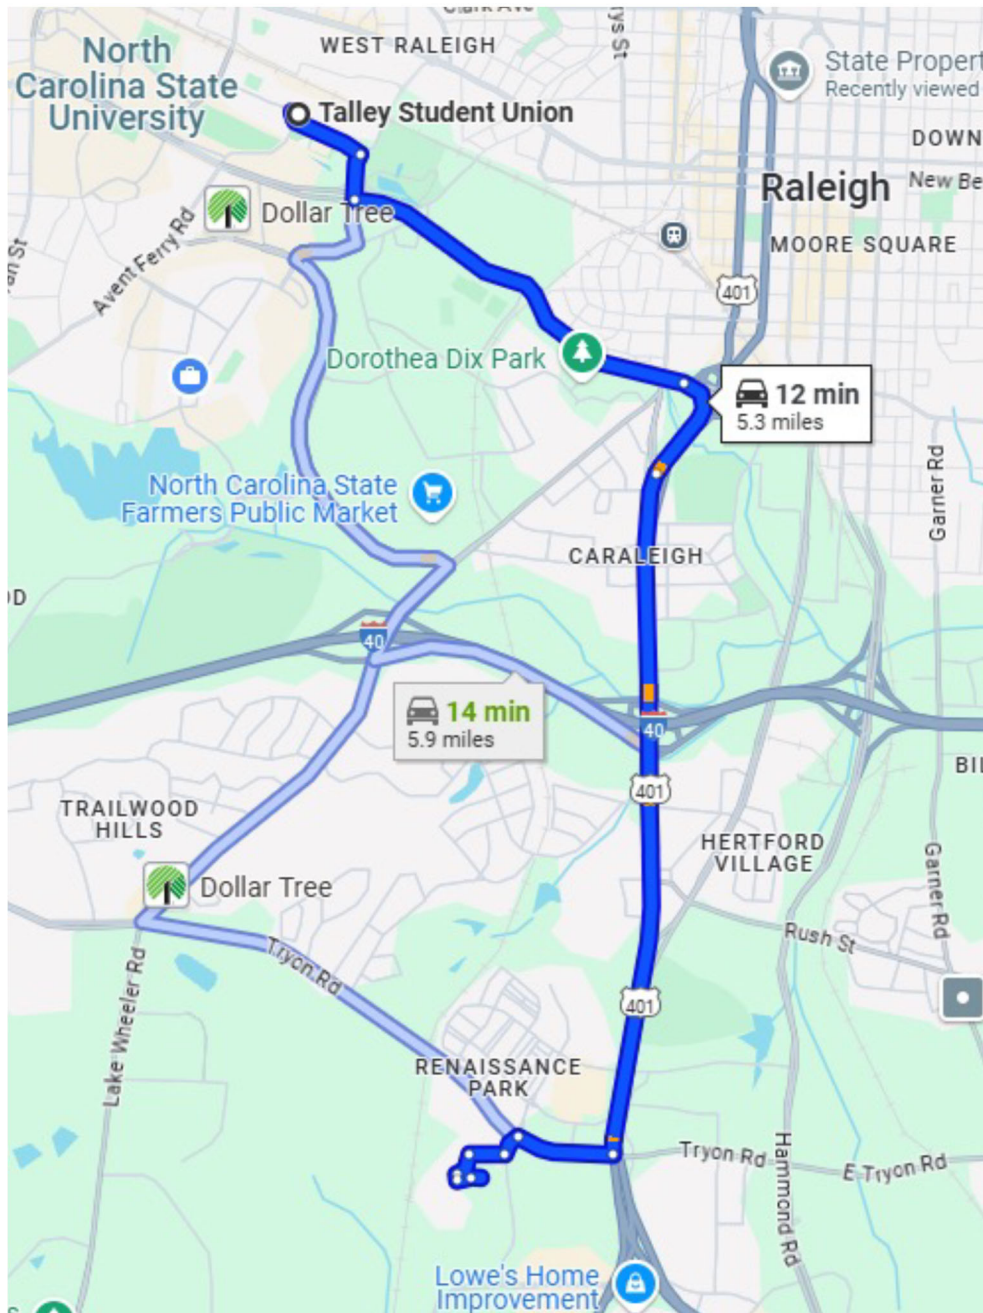 Clark Ave
North
Carolina State
University
WEST RALEIGH
State Propert
Recently viewed
Talley Student Union
DOWN
Raleigh
New Be
Dollar Tree
MOORE SQUARE
Avent Ferry Rd
401
Dorothea Dix Park
12 min
5.3 miles
North Carolina State
Farmers Public Market
Garner Rd
CARALEIGH
OD
40
14 min
5.9 miles
40
401
BIL
TRAILWOOD
HILLS
HERTFORD
VILLAGE
Dollar Tree
Garner Rd
Rush St
Tryon Rd
Lake Wheeler Rd
401
RENAISSANCE
PARK
Tryon Rd
E Tryon Rd
Hammond Rd
Lowe's Home
Improvement